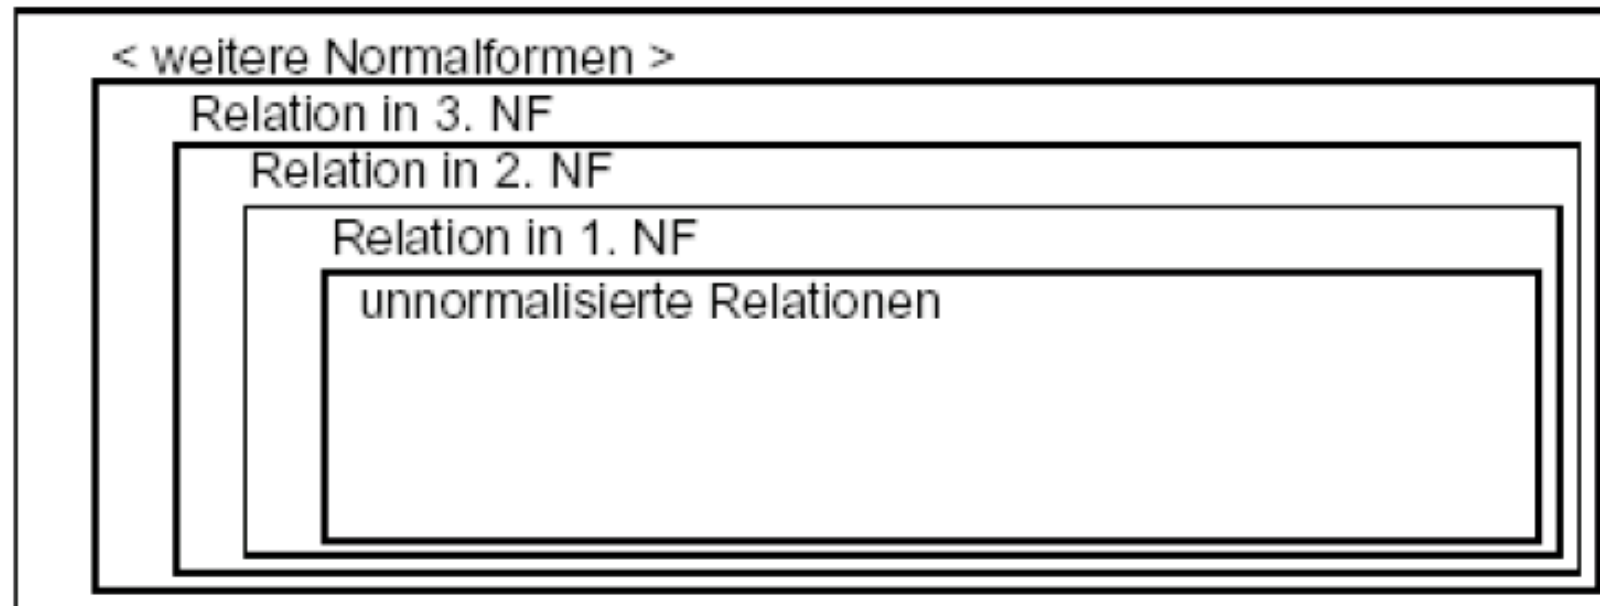 < weitere Normalformen >
Relation in 3. NF
Relation in 2. NF
Relation in 1. NF
unnormalisierte Relationen